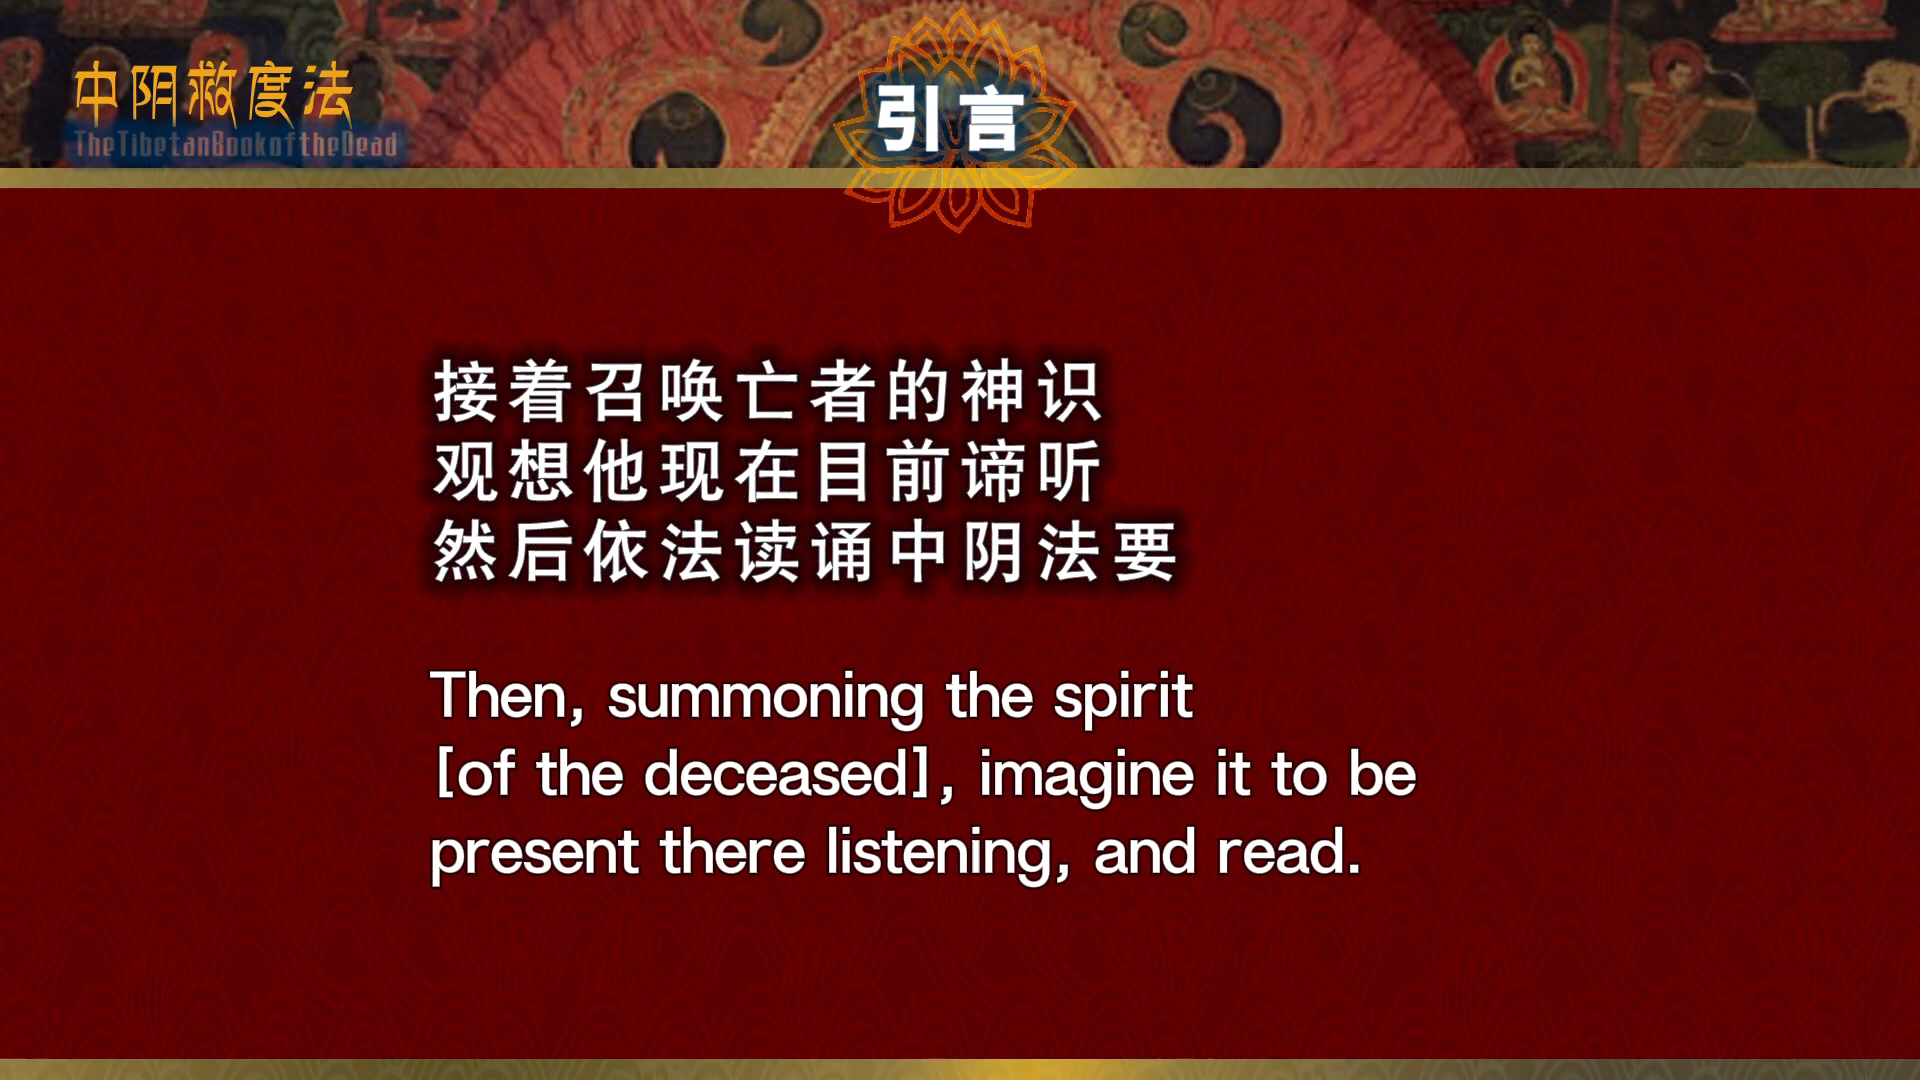 中阴救度法
TheTibetanBookoftheDead
引言
接着召唤亡者的神识
观想他现在目前谛听
然后依法读诵中阴法要
Then, summoning the spirit
[of the deceased], imagine it to be
present there listening, and read.